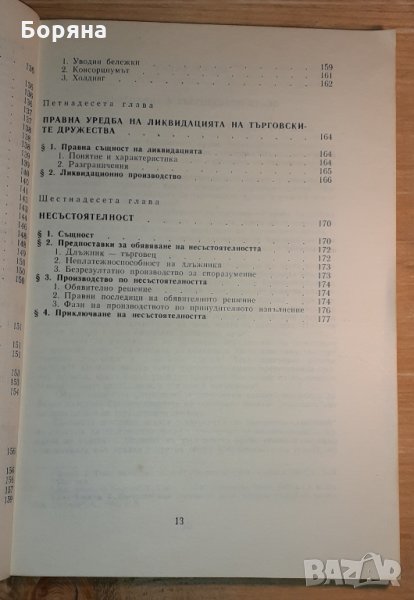 Боряна
1. Уводни бележки 159
2. Консорциумът 161
3. Холдинг 162
Петнадесета глава
ПРАВНА УРЕДБА НА ЛИКВИДАЦИЯТА НА ТЪРГОВСКИ-
ТЕ ДРУЖЕСТВА 164
§ 1. Правна същност на ликвидацията 164
1. Понятие и характеристика 164
2. Разграничения 165
§ 2. Ликвидационно производство 166
Шестнадесета глава
НЕСЪСТОЯТЕЛНОСТ 170
§ 1. Същност 170
§ 2. Предпоставки за обявяване на несъстоятелността 172
1. Длъжник — търговец 172
2. Неплатежоспособност на длъжника 173
3. Безрезултатно производство за споразумение 173
§ 3. Производство по несъстоятелността 174
1. Обявително решение 174
2. Правни последици на обявителното решение 174
3. Фази на производството по принудителното изпълнение 176
§ 4. Приключване на несъстоятелността 177
13
BAZAR